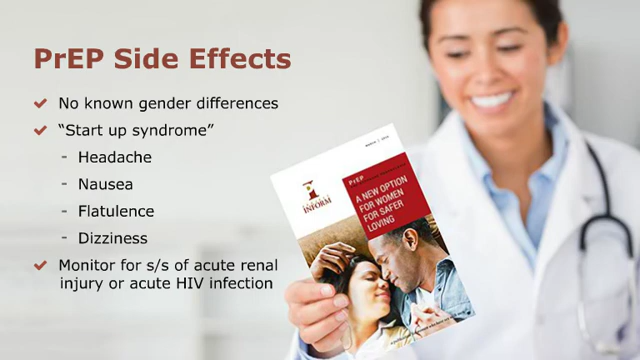 PrEP Side Effects
✓ No known gender differences
✓ “Start up syndrome”
- Headache
- Nausea
- Flatulence
- Dizziness
✓ Monitor for s/s of acute renal
injury or acute HIV infection
INFORM
PrEP
A NEW OPTION
FOR WOMEN
FOR SAFER
LOVING